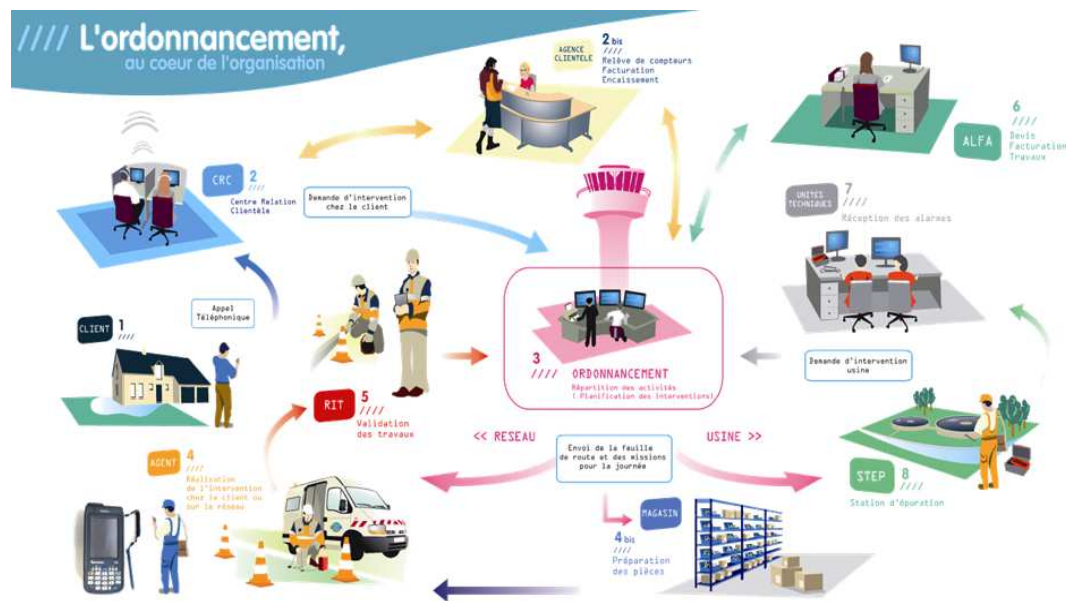 //// L'ordonnancement,
au coeur de l'organisation
AGENCE
CLIENTELE
2 bis
////
Relève de compteurs
Facturation
Encaissement
6
////
ALFA
Devis
Facturation
Travaux
CRC
2
////
Centre Relation
Clientèle
Demande d'intervention
chez le client
UNITES
TECHNIQUES
7
////
Réception des alarmes
Appel
Téléphonique
CLIENT
1
////
3
////
ORDONNANCEMENT
Répartition des activités
( Planification des interventions)
Demande d'intervention
usine
RIT
5
////
Validation
des travaux
<< RESEAU
USINE >>
Envoi de la feuille
de route et des missions
pour la journée
AGENT
4
////
Réalisation
de l'intervention
chez le client ou
sur le réseau
STEP
8
////
Station d'épuration
MAGASIN
4 bis
////
Préparation
des pièces